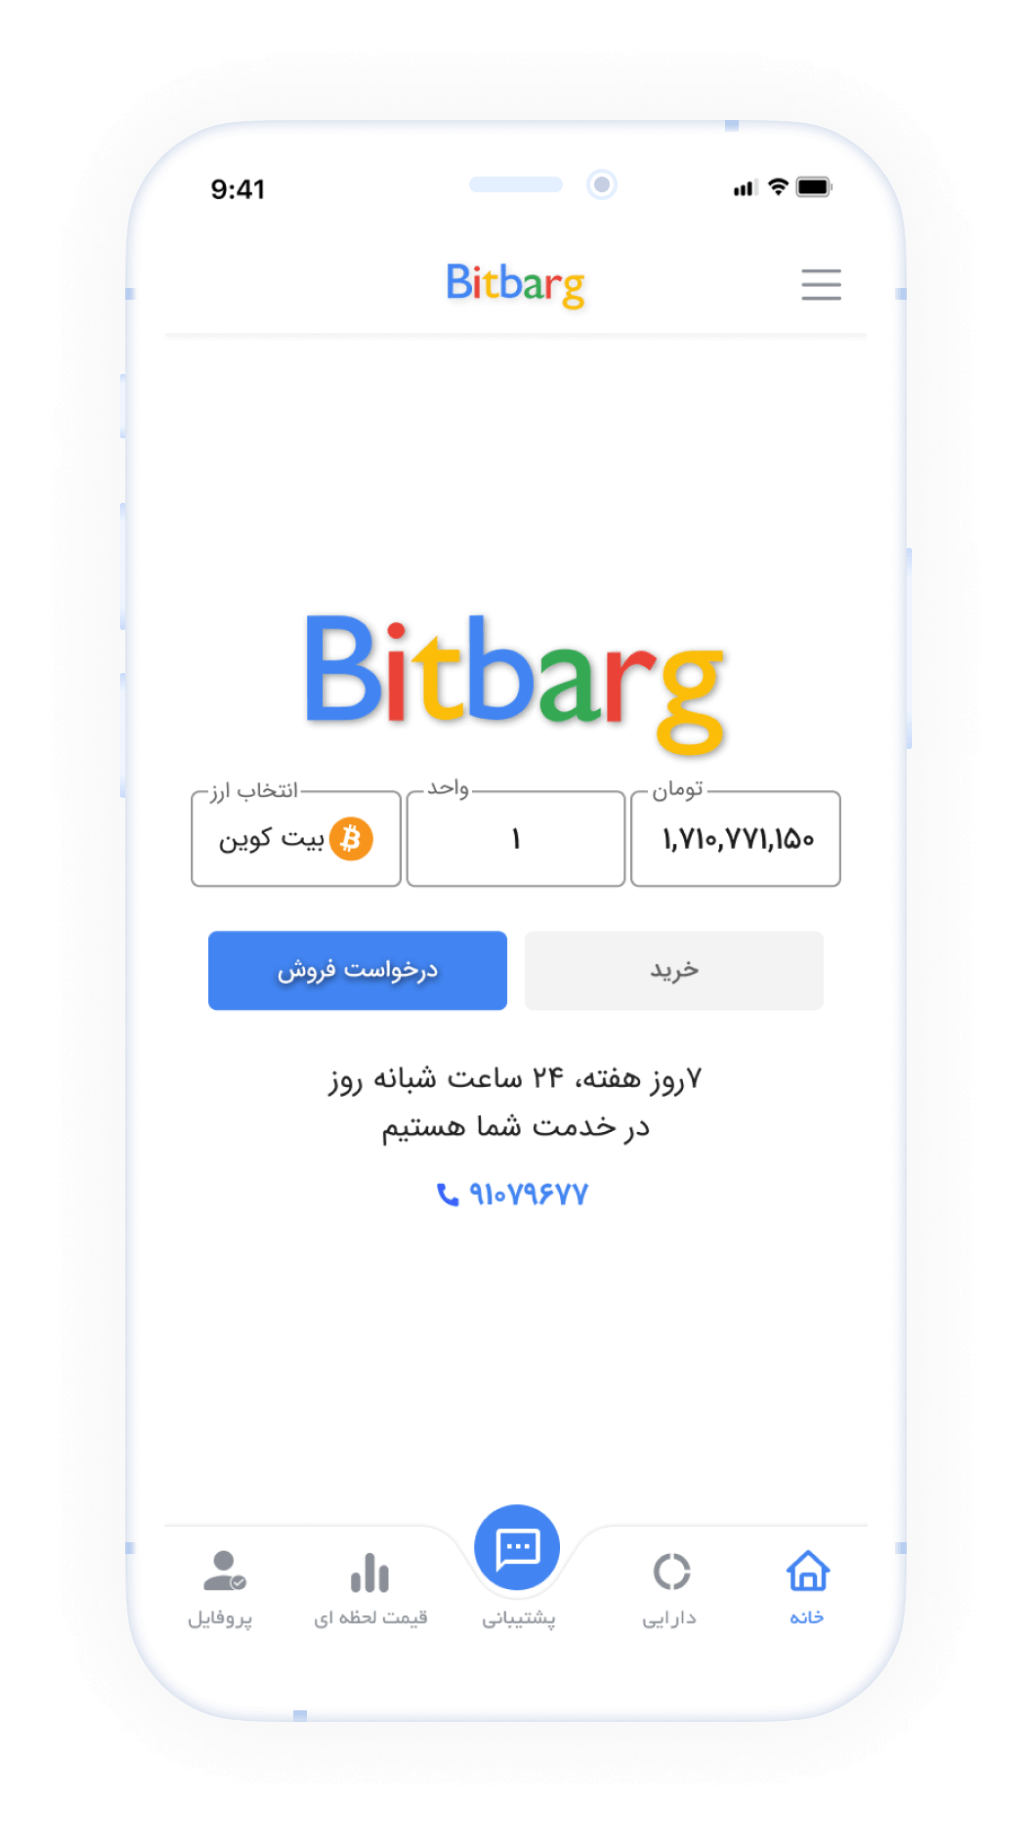 9:41
Bitbarg
Bitbarg
تومان
واحد
انتخاب ارز
۱,۷۱۰,۷۷۱,۱۵۰
۱
بیت کوین
خرید
درخواست فروش
۷روز هفته، ۲۴ ساعت شبانه روز
در خدمت شما هستیم
۹۱۰۷۹۶۷۷
خانه
دارایی
پشتیبانی
قیمت لحظه ای
پروفایل